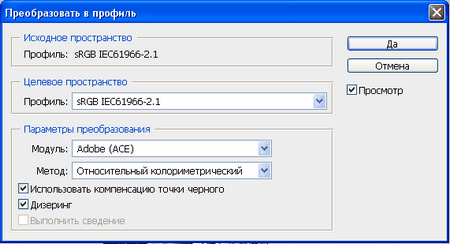 Преобразовать в профиль
Исходное пространство
Профиль: sRGB IEC61966-2.1
Да
Отмена
Просмотр
Целевое пространство
Профиль: sRGB IEC61966-2.1
Параметры преобразования
Модуль: Adobe (ACE)
Метод: Относительный колориметрический
Использовать компенсацию точки черного
Дизеринг
Выполнить сведение